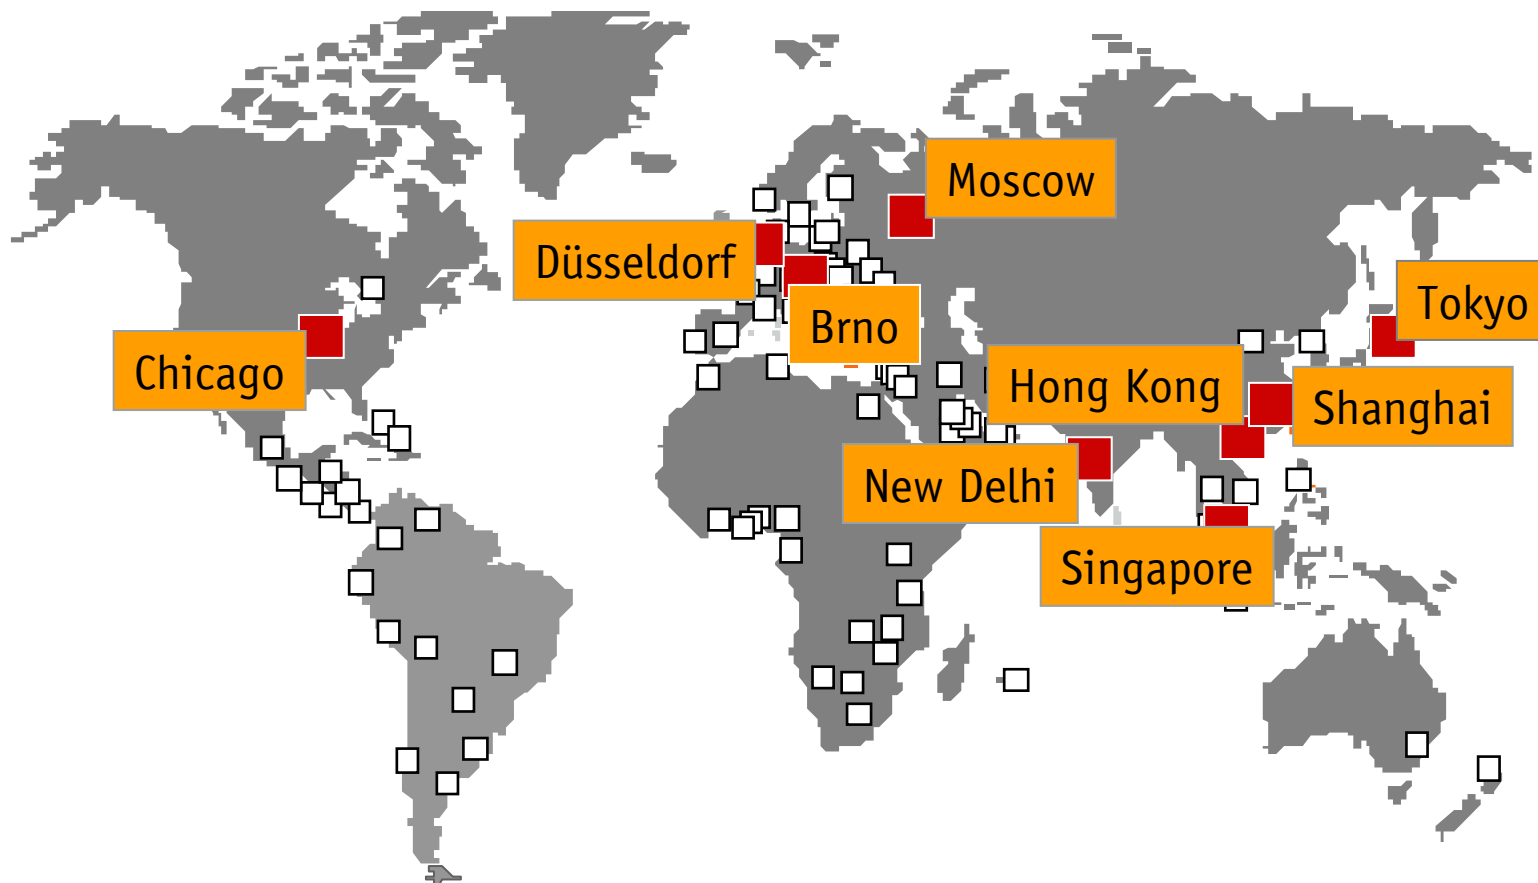 Moscow
Düsseldorf
Tokyo
Brno
Chicago
Hong Kong
Shanghai
New Delhi
Singapore